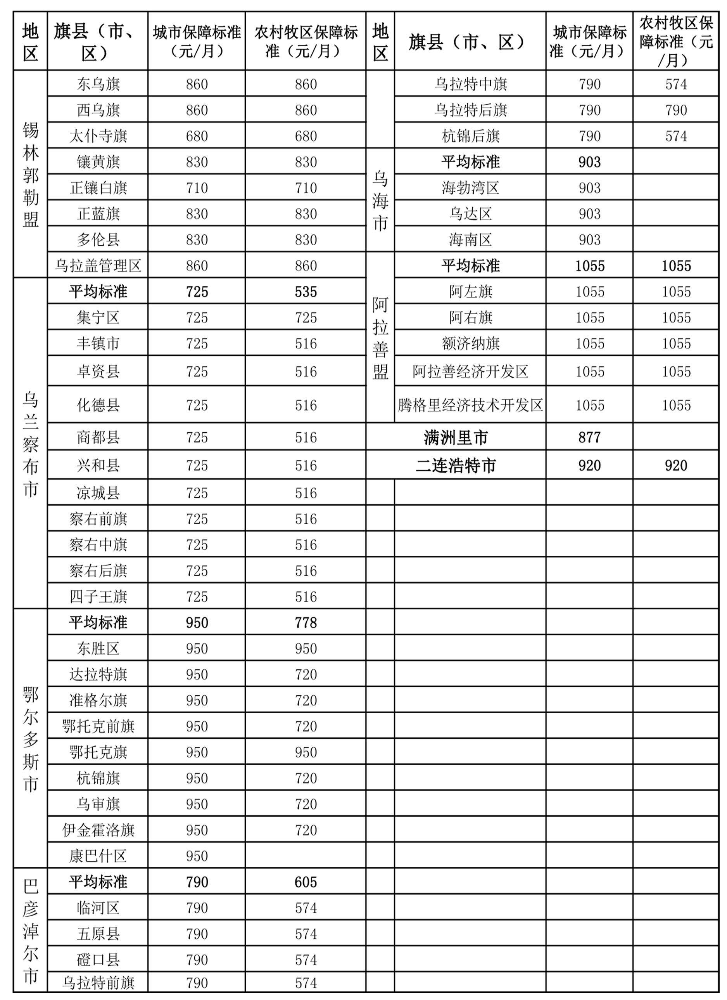 地区 旗县（市、区） 城市保障标准（元/月） 农村牧区保障标准（元/月） 地区 旗县（市、区） 城市保障标准（元/月） 农村牧区保障标准（元/月）
锡林郭勒盟 东乌旗 860 860 乌拉特中旗 790 574
西乌旗 860 860 乌拉特后旗 790 790
太仆寺旗 680 680 杭锦后旗 790 574
镶黄旗 830 830 乌海市 平均标准 903
正镶白旗 710 710 海勃湾区 903
正蓝旗 830 830 乌达区 903
多伦县 830 830 海南区 903
乌拉盖管理区 860 860 阿拉善盟 平均标准 1055 1055
乌兰察布市 平均标准 725 535 阿左旗 1055 1055
集宁区 725 725 阿右旗 1055 1055
丰镇市 725 516 额济纳旗 1055 1055
卓资县 725 516 阿拉善经济开发区 1055 1055
化德县 725 516 腾格里经济技术开发区 1055 1055
商都县 725 516 满洲里市 877
兴和县 725 516 二连浩特市 920 920
凉城县 725 516
察右前旗 725 516
察右中旗 725 516
察右后旗 725 516
四子王旗 725 516
鄂尔多斯市 平均标准 950 778
东胜区 950 950
达拉特旗 950 720
准格尔旗 950 720
鄂托克前旗 950 720
鄂托克旗 950 950
杭锦旗 950 720
乌审旗 950 720
伊金霍洛旗 950 720
康巴什区 950
巴彦淖尔市 平均标准 790 605
临河区 790 574
五原县 790 574
磴口县 790 574
乌拉特前旗 790 574